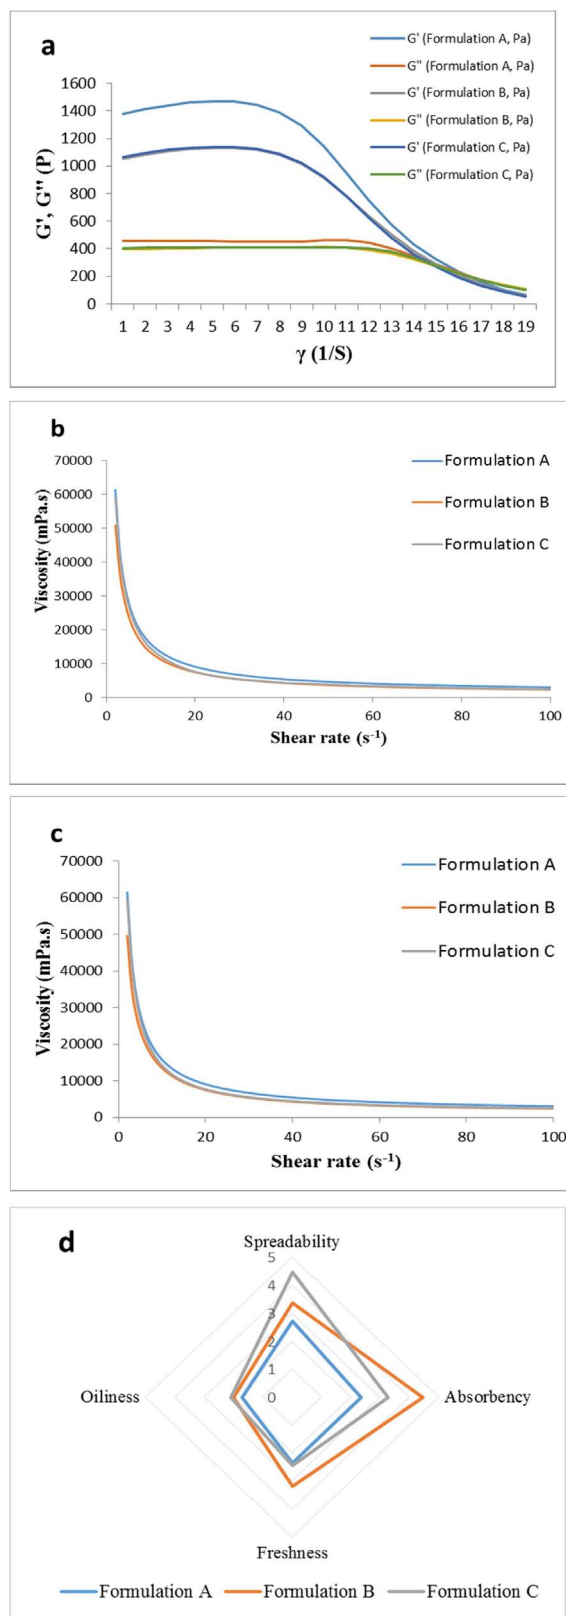 a
G' (Formulation A, Pa)
G'' (Formulation A, Pa)
G' (Formulation B, Pa)
G'' (Formulation B, Pa)
G' (Formulation C, Pa)
G'' (Formulation C, Pa)
G', G'' (P)
1600
1400
1200
1000
800
600
400
200
0
1 2 3 4 5 6 7 8 9 10 11 12 13 14 15 16 17 18 19
γ (1/S)
b
Formulation A
Formulation B
Formulation C
Viscosity (mPa.s)
70000
60000
50000
40000
30000
20000
10000
0
0 20 40 60 80 100
Shear rate (s⁻¹)
c
Formulation A
Formulation B
Formulation C
Viscosity (mPa.s)
70000
60000
50000
40000
30000
20000
10000
0
0 20 40 60 80 100
Shear rate (s⁻¹)
d
Spreadability
5
4
3
2
1
0
Oiliness
Absorbency
Freshness
Formulation A Formulation B Formulation C